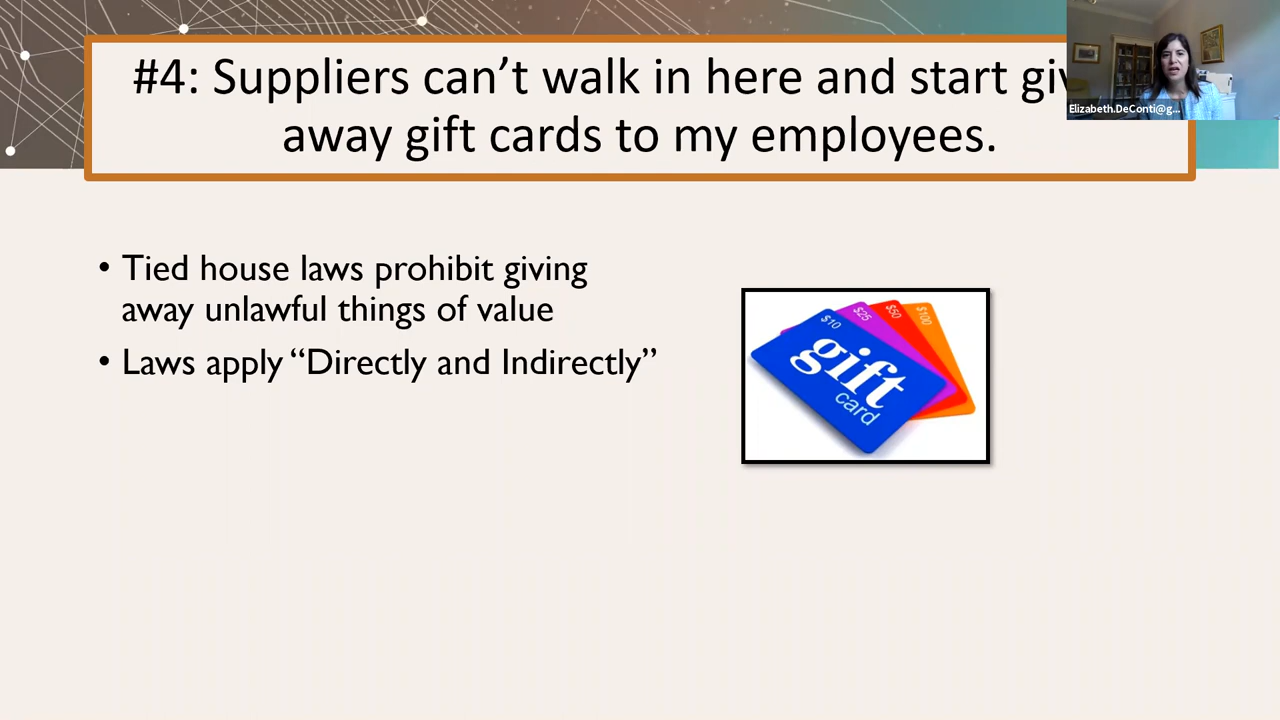 #4: Suppliers can’t walk in here and start giv
away gift cards to my employees.
Elizabeth.DeConti@g...
• Tied house laws prohibit giving
away unlawful things of value
• Laws apply “Directly and Indirectly”
$10
$25
$50
$100
gift
card